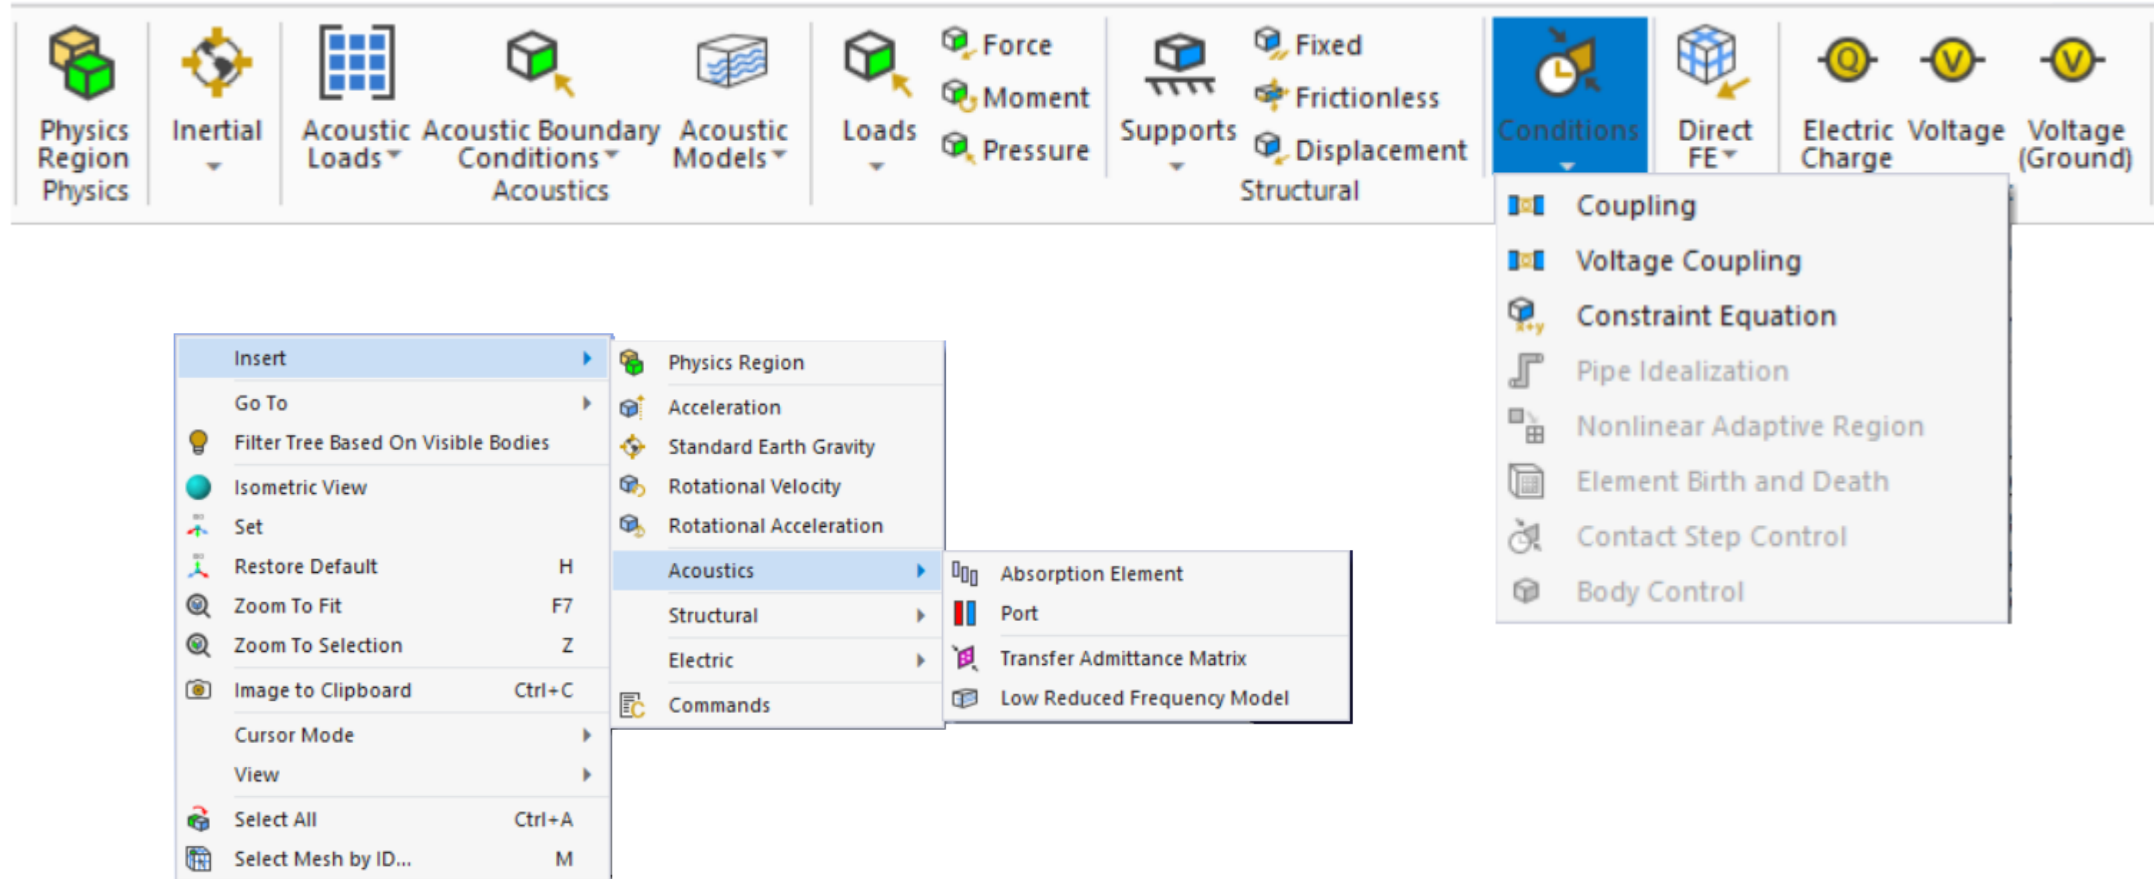 Physics
Region
Physics
Inertial
Acoustic
Loads
Acoustic Boundary
Conditions
Acoustic
Models
Acoustics
Loads
Force
Moment
Pressure
Supports
Fixed
Frictionless
Displacement
Structural
Conditions
Direct
FE
Electric
Charge
Voltage
Voltage
(Ground)
Coupling
Voltage Coupling
Constraint Equation
Pipe Idealization
Nonlinear Adaptive Region
Element Birth and Death
Contact Step Control
Body Control
Insert
Go To
Filter Tree Based On Visible Bodies
Isometric View
Set
Restore Default H
Zoom To Fit F7
Zoom To Selection Z
Image to Clipboard Ctrl+C
Cursor Mode
View
Select All Ctrl+A
Select Mesh by ID... M
Physics Region
Acceleration
Standard Earth Gravity
Rotational Velocity
Rotational Acceleration
Acoustics
Structural
Electric
Commands
Absorption Element
Port
Transfer Admittance Matrix
Low Reduced Frequency Model